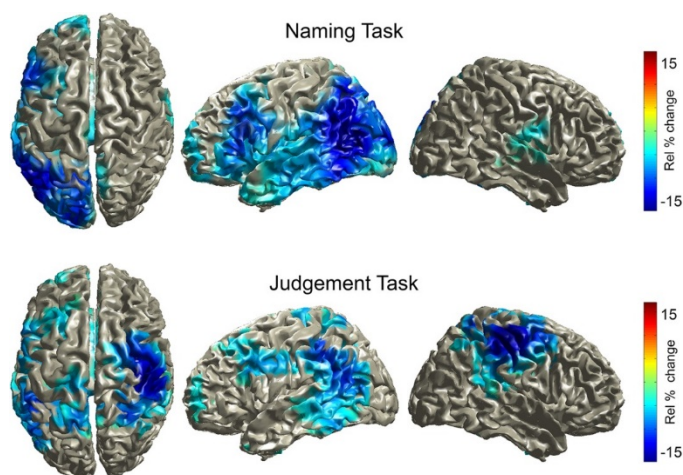 Naming Task
15
Rel % change
-15
Judgement Task
15
Rel % change
-15